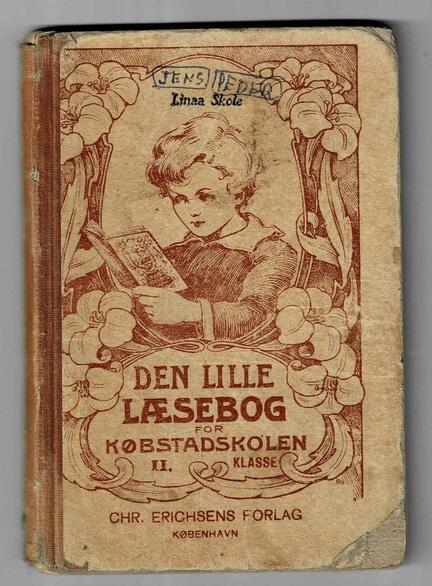 JENS PEDER
Linaa Skole
DEN LILLE
LÆSEBOG
FOR
KØBSTADSKOLEN
II. KLASSE
CHR. ERICHSENS FORLAG
KØBENHAVN